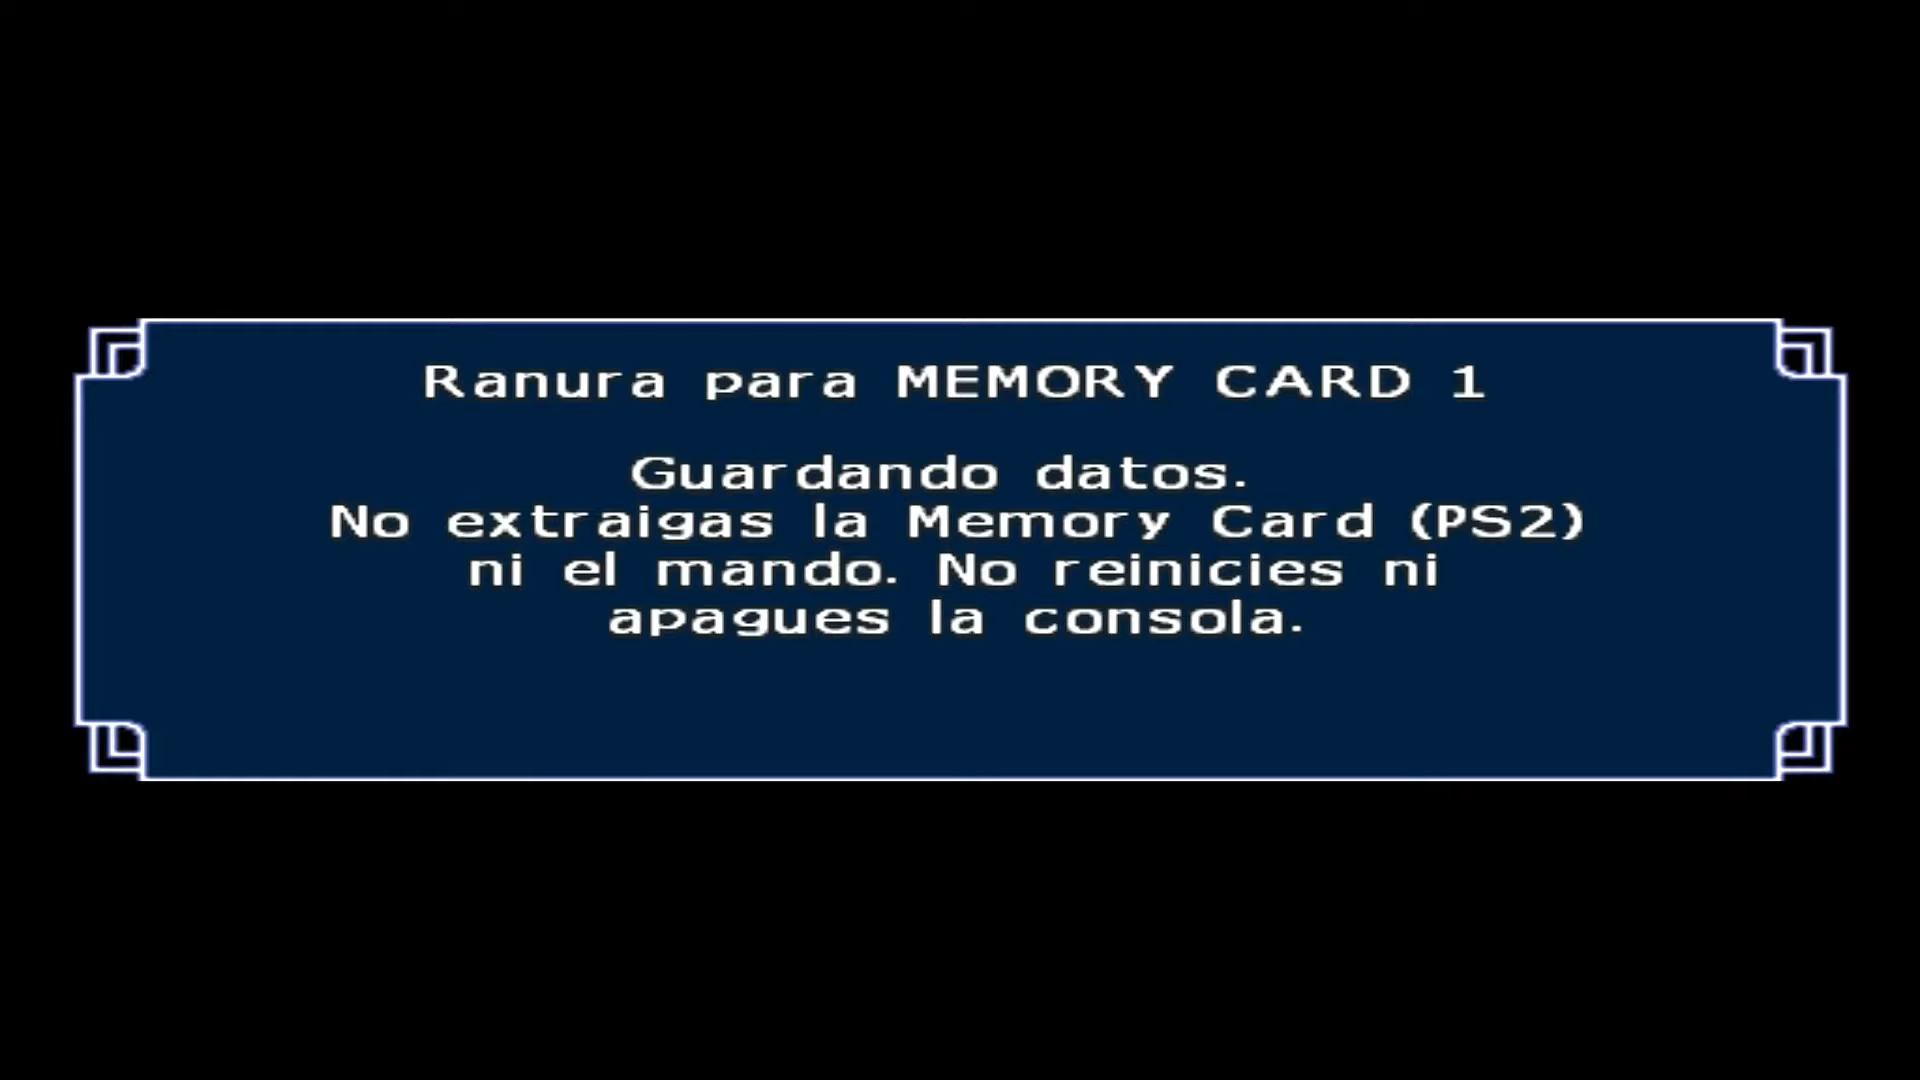 Ranura para MEMORY CARD 1
Guardando datos.
No extraigas la Memory Card (PS2)
ni el mando. No reinicies ni
apagues la consola.